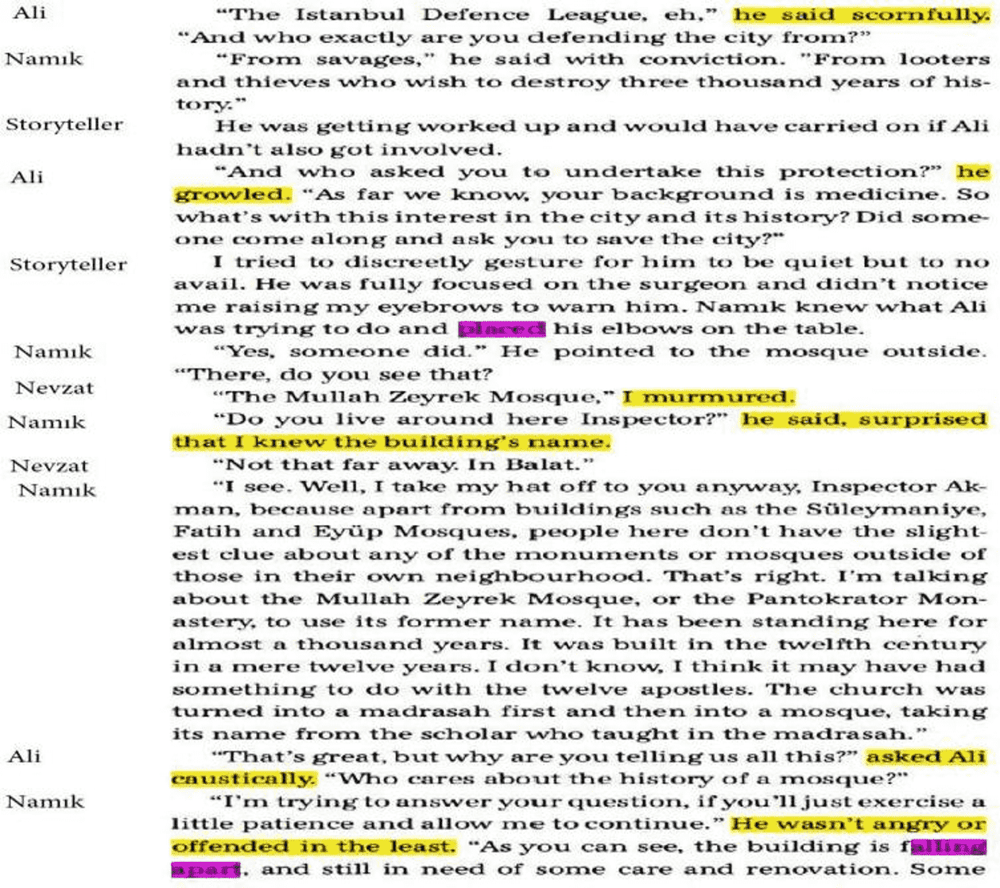 Ali “The Istanbul Defence League, eh,” he said scornfully.
“And who exactly are you defending the city from?”
Namık “From savages,” he said with conviction. ”From looters
and thieves who wish to destroy three thousand years of his-
tory.”
Storyteller He was getting worked up and would have carried on if Ali
hadn’t also got involved.
Ali “And who asked you to undertake this protection?” he
growled. “As far we know, your background is medicine. So
what’s with this interest in the city and its history? Did some-
one come along and ask you to save the city?”
Storyteller I tried to discreetly gesture for him to be quiet but to no
avail. He was fully focused on the surgeon and didn’t notice
me raising my eyebrows to warn him. Namık knew what Ali
was trying to do and placed his elbows on the table.
Namık “Yes, someone did.” He pointed to the mosque outside.
“There, do you see that?
Nevzat “The Mullah Zeyrek Mosque,” I murmured.
Namık “Do you live around here Inspector?” he said, surprised
that I knew the building’s name.
Nevzat “Not that far away. In Balat.”
Namık “I see. Well, I take my hat off to you anyway, Inspector Ak-
man, because apart from buildings such as the Süleymaniye,
Fatih and Eyüp Mosques, people here don’t have the slight-
est clue about any of the monuments or mosques outside of
those in their own neighbourhood. That’s right. I’m talking
about the Mullah Zeyrek Mosque, or the Pantokrator Mon-
astery, to use its former name. It has been standing here for
almost a thousand years. It was built in the twelfth century
in a mere twelve years. I don’t know, I think it may have had
something to do with the twelve apostles. The church was
turned into a madrasah first and then into a mosque, taking
its name from the scholar who taught in the madrasah.”
Ali “That’s great, but why are you telling us all this?” asked Ali
caustically. “Who cares about the history of a mosque?”
Namık “I’m trying to answer your question, if you’ll just exercise a
little patience and allow me to continue.” He wasn’t angry or
offended in the least. “As you can see, the building is falling
apart, and still in need of some care and renovation. Some